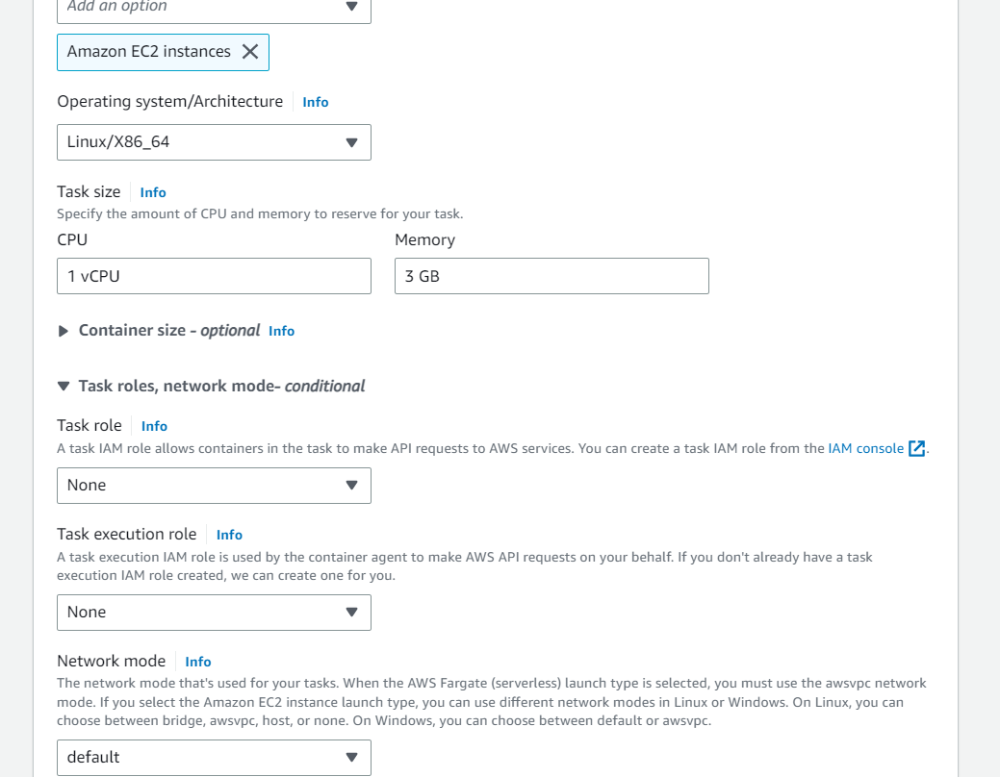 Add an option
Amazon EC2 instances
Operating system/Architecture Info
Linux/X86_64
Task size Info
Specify the amount of CPU and memory to reserve for your task.
CPU Memory
1 vCPU 3 GB
Container size - optional Info
Task roles, network mode- conditional
Task role Info
A task IAM role allows containers in the task to make API requests to AWS services. You can create a task IAM role from the IAM console.
None
Task execution role Info
A task execution IAM role is used by the container agent to make AWS API requests on your behalf. If you don't already have a task
execution IAM role created, we can create one for you.
None
Network mode Info
The network mode that's used for your tasks. When the AWS Fargate (serverless) launch type is selected, you must use the awsvpc network
mode. If you select the Amazon EC2 instance launch type, you can use different network modes in Linux or Windows. On Linux, you can
choose between bridge, awsvpc, host, or none. On Windows, you can choose between default or awsvpc.
default